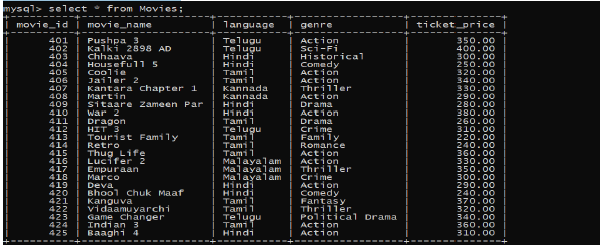 mysql> select * from Movies;
| movie_id | movie_name | language | genre | ticket_price |
| 401 | Pushpa 3 | Telugu | Action | 350.00 |
| 402 | Kalki 2898 AD | Telugu | Sci-Fi | 400.00 |
| 403 | Chhaava | Hindi | Historical | 300.00 |
| 404 | Housefull 5 | Hindi | Comedy | 250.00 |
| 405 | Coolie | Tamil | Action | 320.00 |
| 406 | Jailer 2 | Tamil | Action | 340.00 |
| 407 | Kantara Chapter 1 | Kannada | Thriller | 330.00 |
| 408 | Martin | Kannada | Action | 290.00 |
| 409 | Sitaare Zameen Par | Hindi | Drama | 280.00 |
| 410 | War 2 | Hindi | Action | 380.00 |
| 411 | Dragon | Tamil | Drama | 260.00 |
| 412 | HIT 3 | Telugu | Crime | 310.00 |
| 413 | Tourist Family | Tamil | Family | 220.00 |
| 414 | Retro | Tamil | Romance | 240.00 |
| 415 | Thug Life | Tamil | Action | 360.00 |
| 416 | Lucifer 2 | Malayalam | Action | 330.00 |
| 417 | Empuraan | Malayalam | Thriller | 350.00 |
| 418 | Marco | Malayalam | Crime | 300.00 |
| 419 | Deva | Hindi | Action | 290.00 |
| 420 | Bhool Chuk Maaf | Hindi | Comedy | 240.00 |
| 421 | Kanguva | Tamil | Fantasy | 370.00 |
| 422 | Vidaamuyarchi | Tamil | Thriller | 320.00 |
| 423 | Game Changer | Telugu | Political Drama | 340.00 |
| 424 | Indian 3 | Tamil | Action | 360.00 |
| 425 | Baaghi 4 | Hindi | Action | 310.00 |